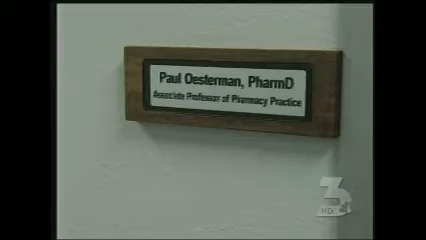 Paul Oesterman, PharmD
Associate Professor of Pharmacy Practice
3
HD